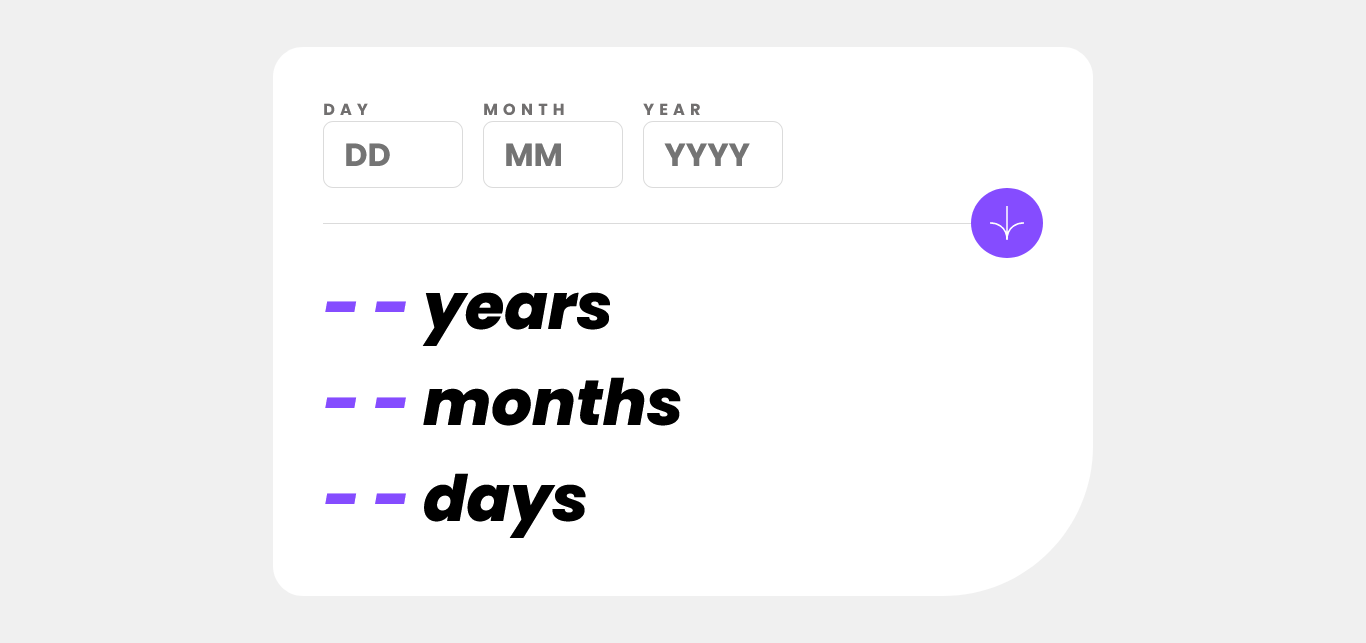 DAY MONTH YEAR
DD MM YYYY
- - years
- - months
- - days